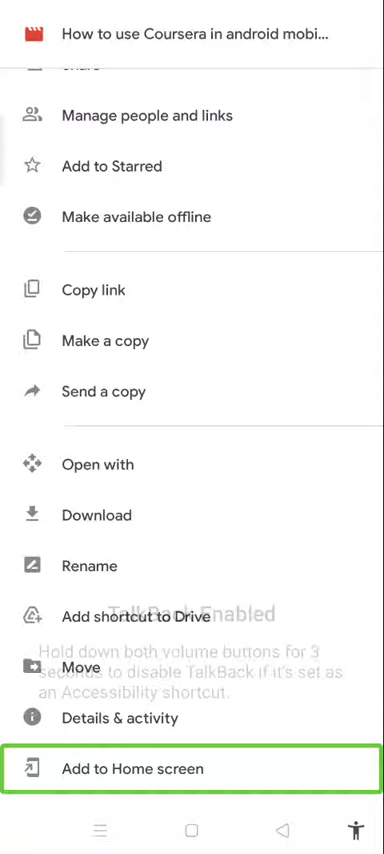 How to use Coursera in android mobi...
Share
Manage people and links
Add to Starred
Make available offline
Copy link
Make a copy
Send a copy
Open with
Download
Rename
Add shortcut to Drive
TalkBack Enabled
Hold down both volume buttons for 3
Move
seconds to disable TalkBack if it's set as
an Accessibility shortcut.
Details & activity
Add to Home screen